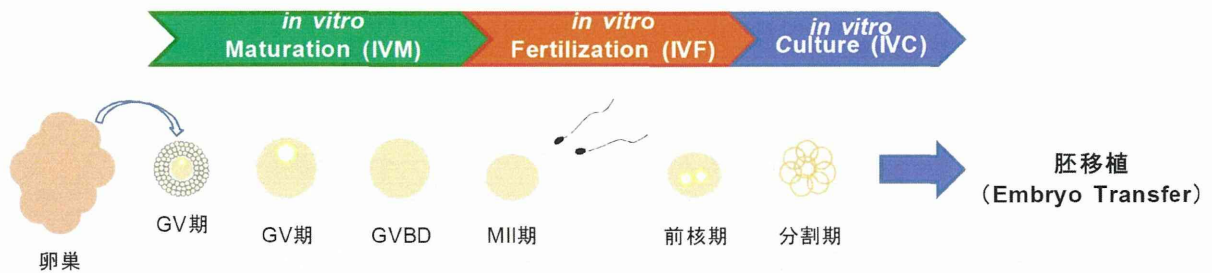 in vitro
Maturation (IVM)
in vitro
Fertilization (IVF)
in vitro
Culture (IVC)
胚移植
（Embryo Transfer）
卵巣
GV期
GV期
GVBD
MII期
前核期
分割期